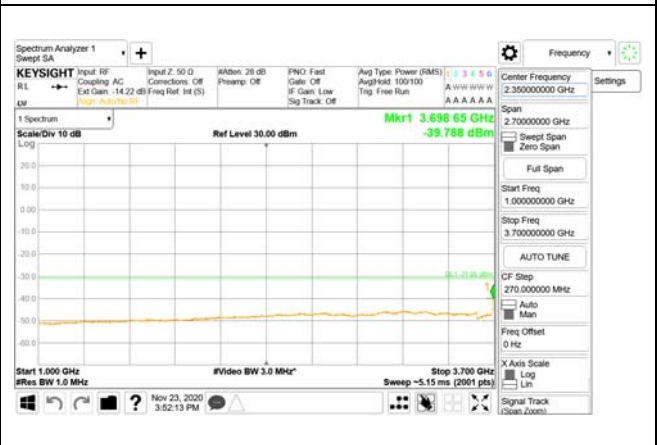 Spectrum Analyzer 1
Swept SA
+
Frequency
KEYSIGHT
RL
Input: RF
Coupling: AC
Ext Gain: -14.22 dB
Align: Auto/No RF
Input Z: 50 Ω
Corrections: Off
Freq Ref: Int (S)
#Atten: 28 dB
Preamp: Off
PNO: Fast
Gate: Off
IF Gain: Low
Sig Track: Off
Avg Type: Power (RMS)
Avg|Hold: 100/100
Trig: Free Run
1 2 3 4 5 6
A W W W W W
A A A A A A
1 Spectrum
Scale/Div 10 dB
Log
Ref Level 30.00 dBm
Mkr1 3.698 65 GHz
-39.788 dBm
20.0
10.0
0.00
-10.0
-20.0
-30.0
-40.0
-50.0
-60.0
1
Start 1.000 GHz
#Res BW 1.0 MHz
#Video BW 3.0 MHz*
Stop 3.700 GHz
Sweep ~5.15 ms (2001 pts)
Center Frequency
2.350000000 GHz
Settings
Span
2.70000000 GHz
Swept Span
Zero Span
Full Span
Start Freq
1.000000000 GHz
Stop Freq
3.700000000 GHz
AUTO TUNE
CF Step
270.000000 MHz
Auto
Man
Freq Offset
0 Hz
X Axis Scale
Log
Lin
Signal Track
(Span Zoom)
?
Nov 23, 2020
3:52:13 PM